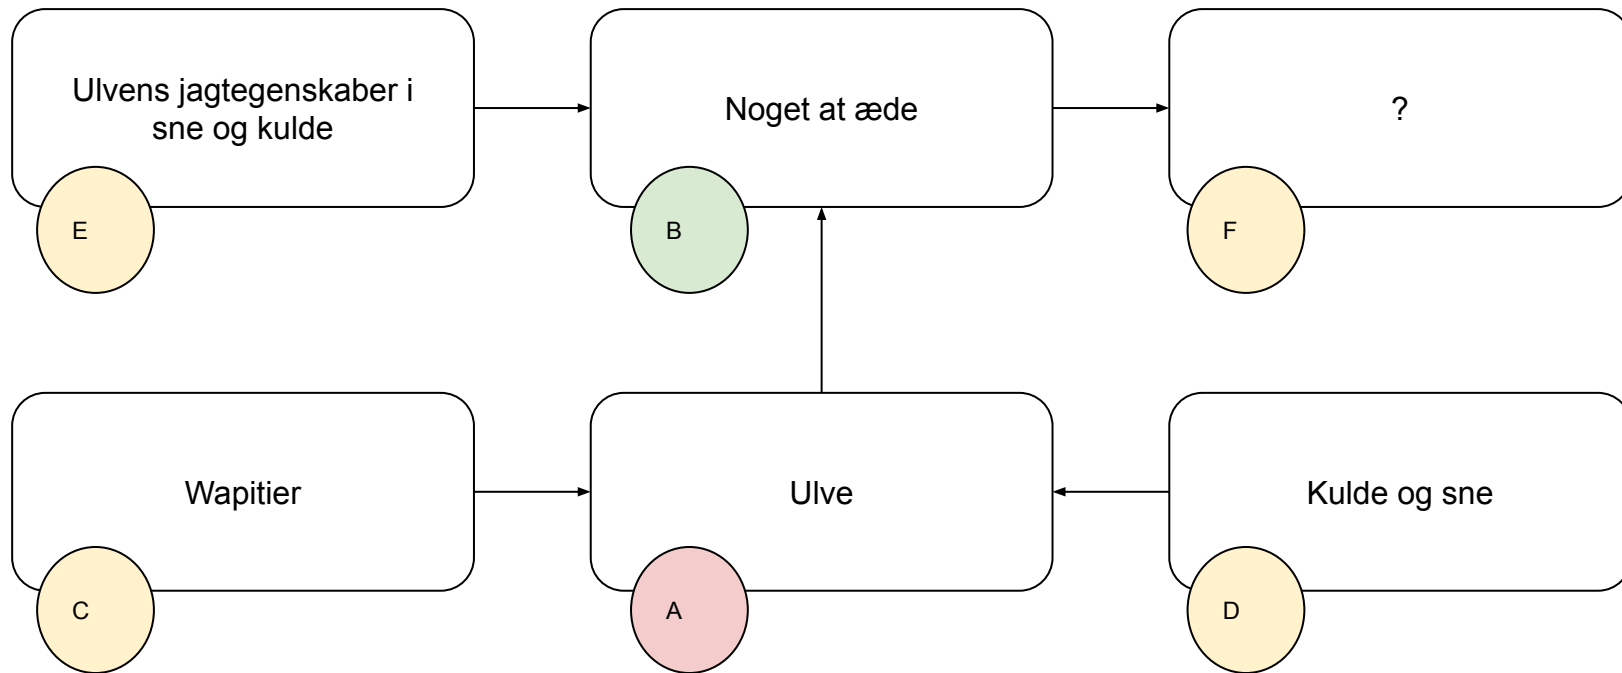 Ulvens jagtegenskaber i
sne og kulde
Noget at æde
?
E
B
F
Wapitier
Ulve
Kulde og sne
C
A
D